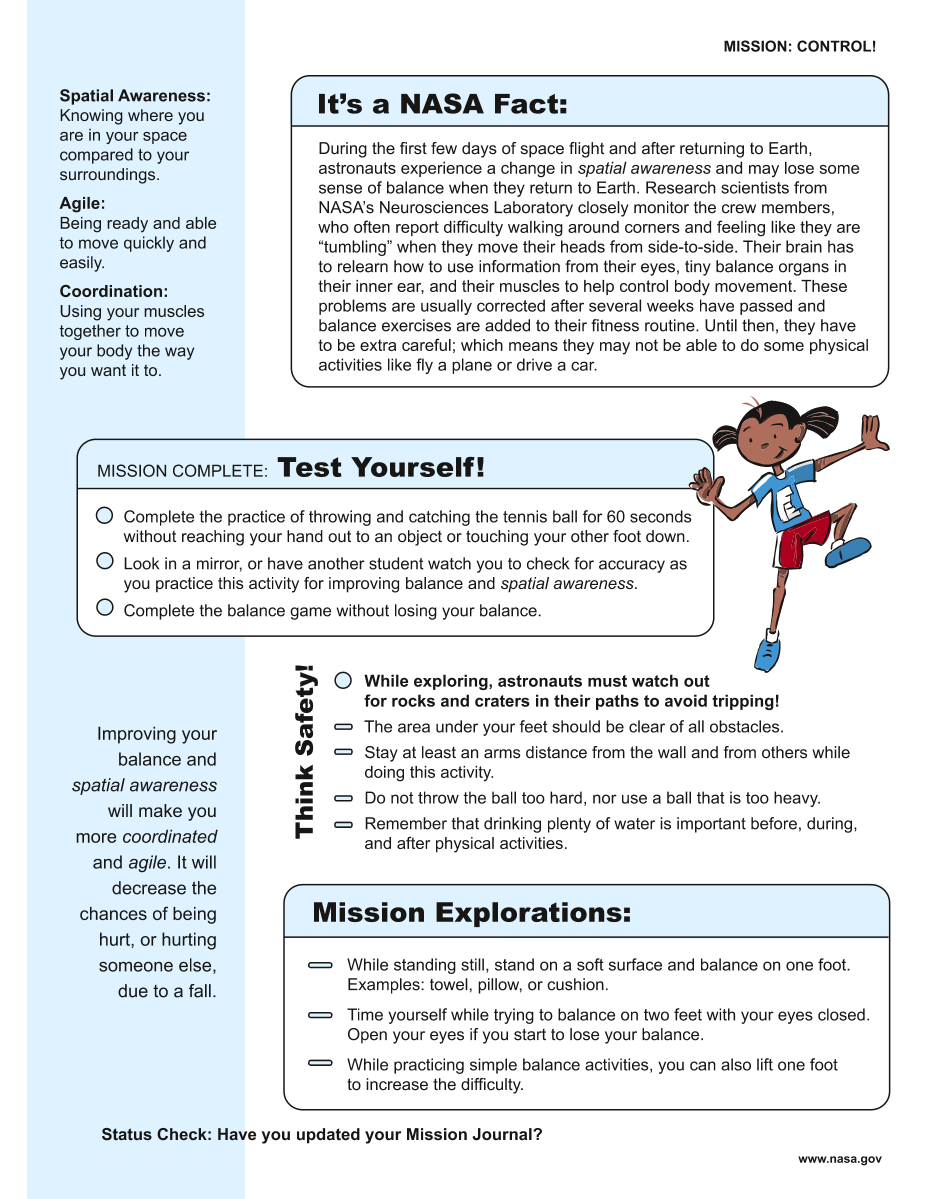 MISSION: CONTROL!
Spatial Awareness:
Knowing where you
are in your space
compared to your
surroundings.
Agile:
Being ready and able
to move quickly and
easily.
Coordination:
Using your muscles
together to move
your body the way
you want it to.
It’s a NASA Fact:
During the first few days of space flight and after returning to Earth,
astronauts experience a change in spatial awareness and may lose some
sense of balance when they return to Earth. Research scientists from
NASA’s Neurosciences Laboratory closely monitor the crew members,
who often report difficulty walking around corners and feeling like they are
“tumbling” when they move their heads from side-to-side. Their brain has
to relearn how to use information from their eyes, tiny balance organs in
their inner ear, and their muscles to help control body movement. These
problems are usually corrected after several weeks have passed and
balance exercises are added to their fitness routine. Until then, they have
to be extra careful; which means they may not be able to do some physical
activities like fly a plane or drive a car.
MISSION COMPLETE: Test Yourself!
Complete the practice of throwing and catching the tennis ball for 60 seconds
without reaching your hand out to an object or touching your other foot down.
Look in a mirror, or have another student watch you to check for accuracy as
you practice this activity for improving balance and spatial awareness.
Complete the balance game without losing your balance.
Improving your
balance and
spatial awareness
will make you
more coordinated
and agile. It will
decrease the
chances of being
hurt, or hurting
someone else,
due to a fall.
Think Safety!
While exploring, astronauts must watch out
for rocks and craters in their paths to avoid tripping!
The area under your feet should be clear of all obstacles.
Stay at least an arms distance from the wall and from others while
doing this activity.
Do not throw the ball too hard, nor use a ball that is too heavy.
Remember that drinking plenty of water is important before, during,
and after physical activities.
Mission Explorations:
While standing still, stand on a soft surface and balance on one foot.
Examples: towel, pillow, or cushion.
Time yourself while trying to balance on two feet with your eyes closed.
Open your eyes if you start to lose your balance.
While practicing simple balance activities, you can also lift one foot
to increase the difficulty.
Status Check: Have you updated your Mission Journal?
www.nasa.gov